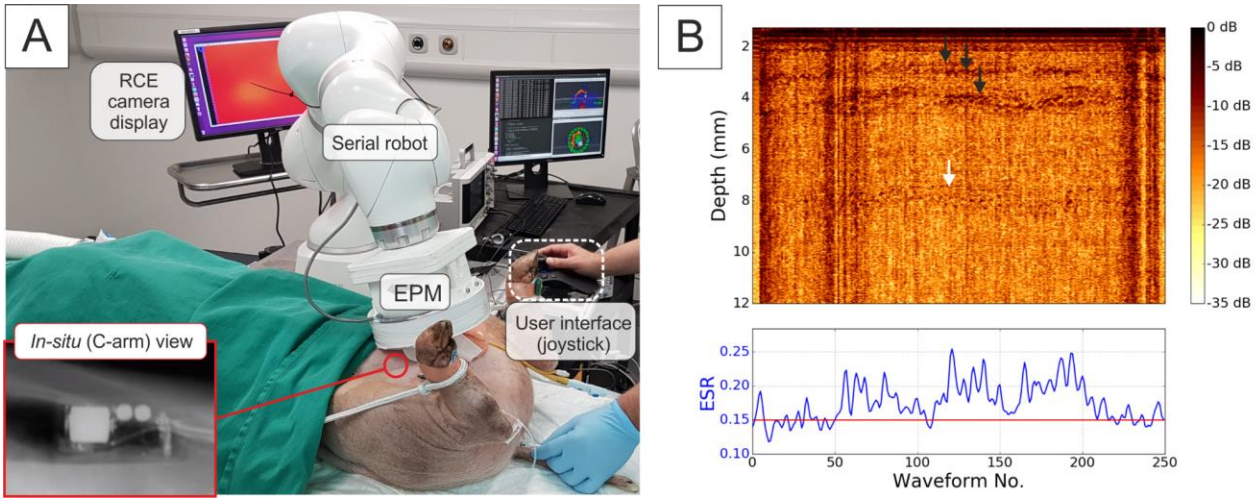 A
RCE
camera
display
Serial robot
EPM
User interface
(joystick)
In-situ (C-arm) view
B
Depth (mm)
2
4
6
8
10
12
0 dB
-5 dB
-10 dB
-15 dB
-20 dB
-25 dB
-30 dB
-35 dB
ESR
0.25
0.20
0.15
0.10
0
50
100
150
200
250
Waveform No.